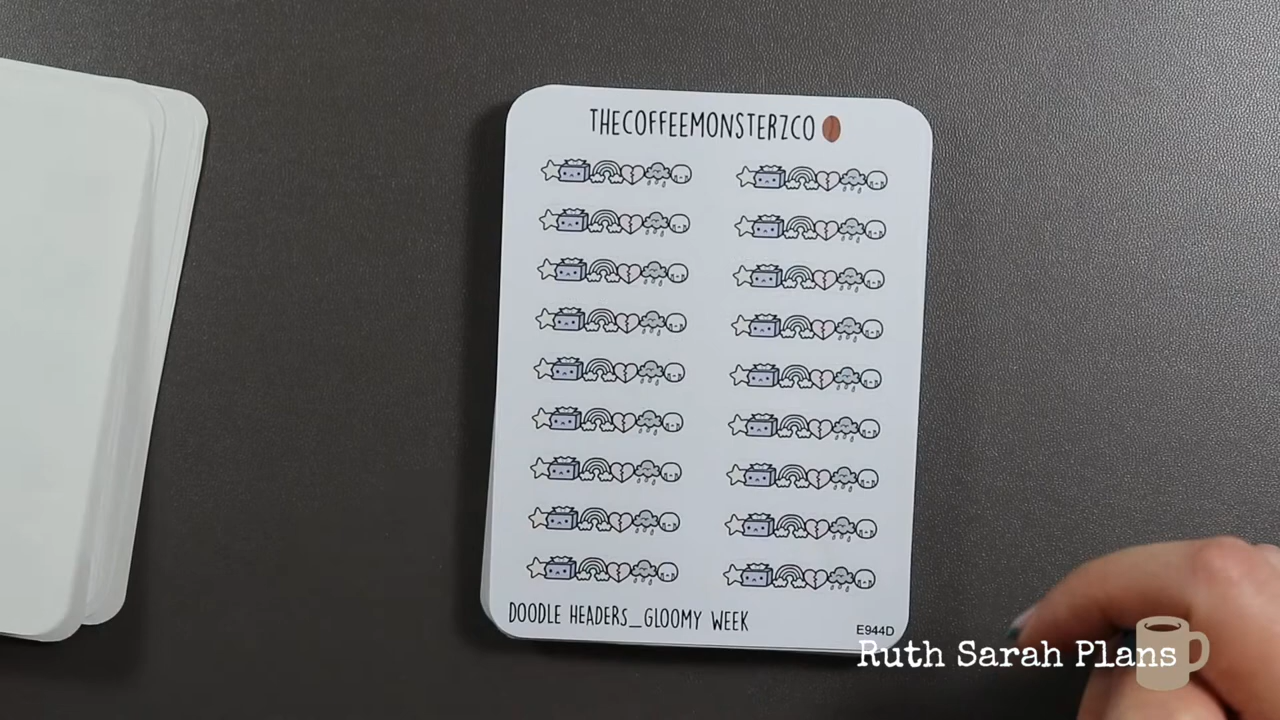 THECOFFEEMONSTERZCO
DOODLE HEADERS_GLOOMY WEEK
E944D
Ruth Sarah Plans